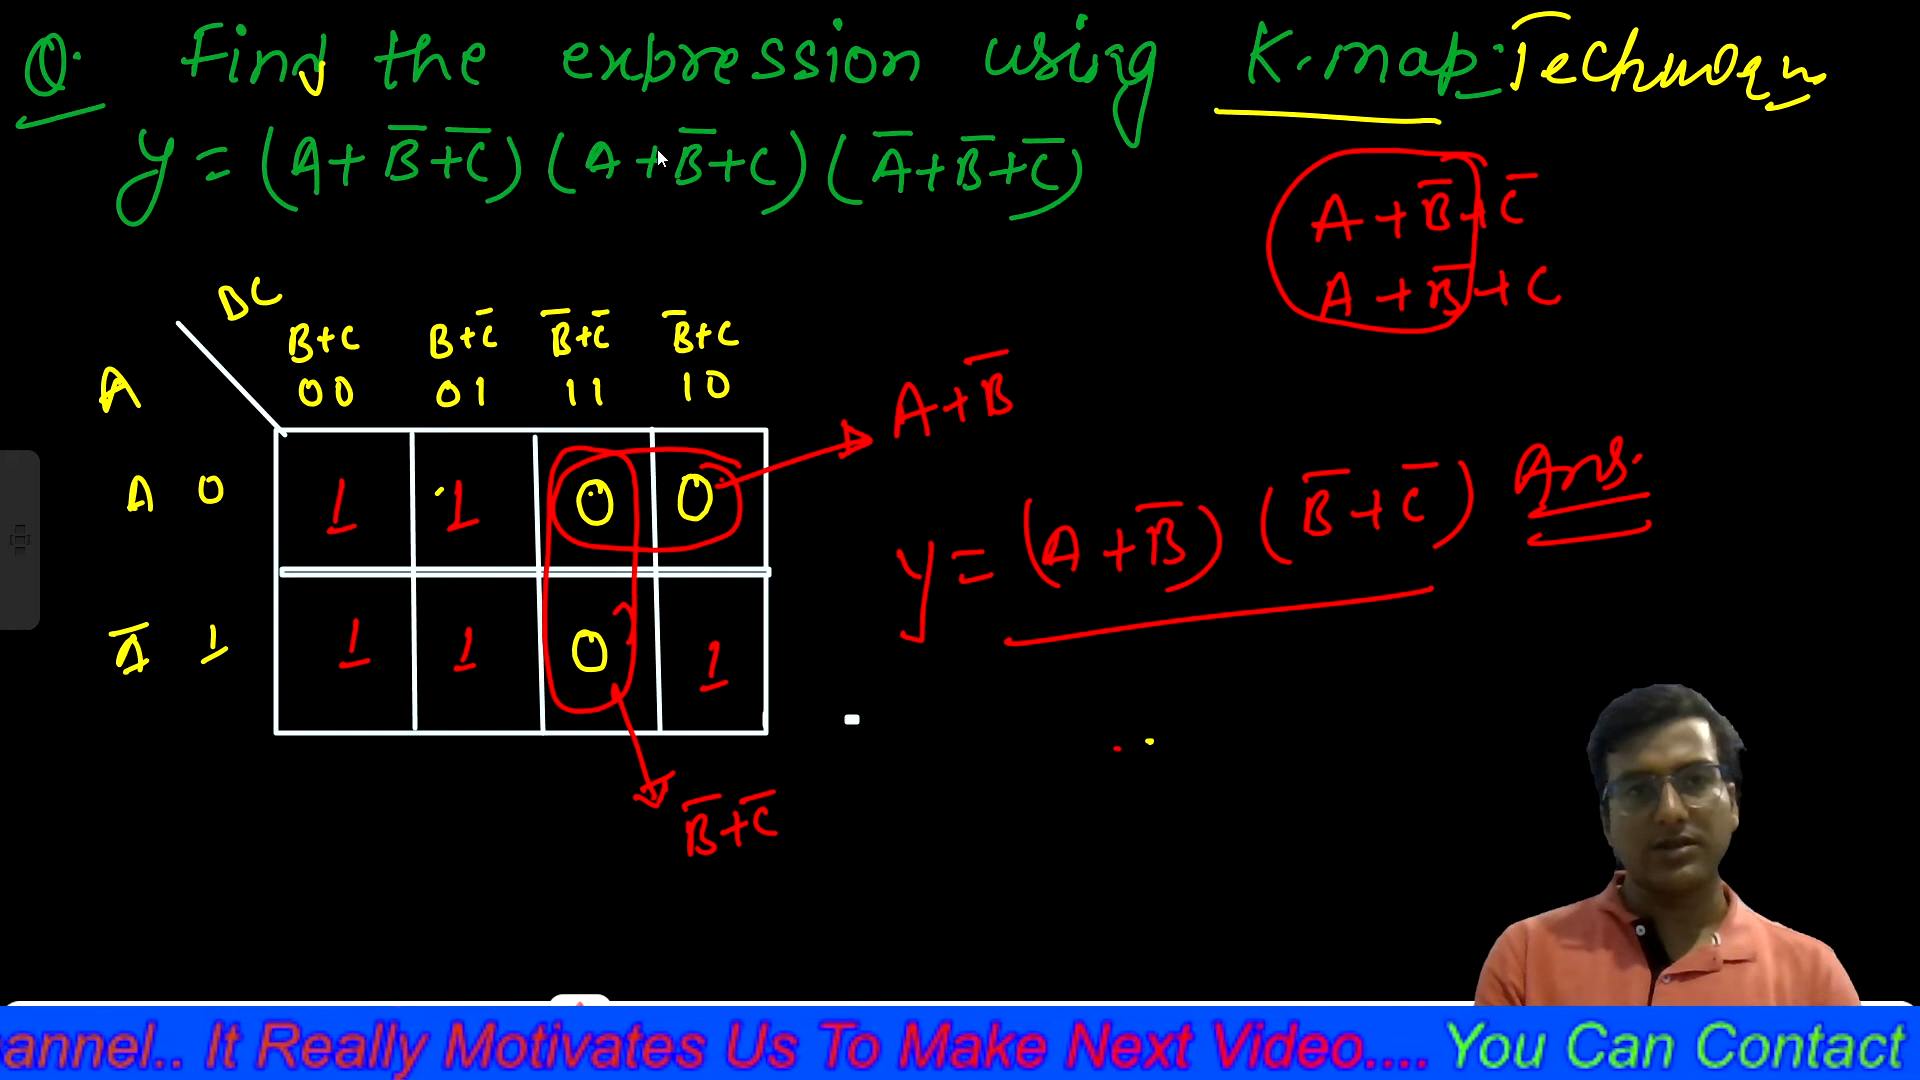 Q. Find the expression using K-map Technique
y = (A + B̅ + C̅) (A + B̅ + C) (A̅ + B̅ + C̅)
A + B̅ + C̅
A + B̅ + C
BC
B+C B+C̅ B̅+C̅ B̅+C
A 00 01 11 10
A + B̅
A 0 1 1 0 0
y = (A + B̅) (B̅ + C̅) Ans.
A̅ 1 1 1 0 1
B̅ + C̅
annel.. It Really Motivates Us To Make Next Video.... You Can Contact